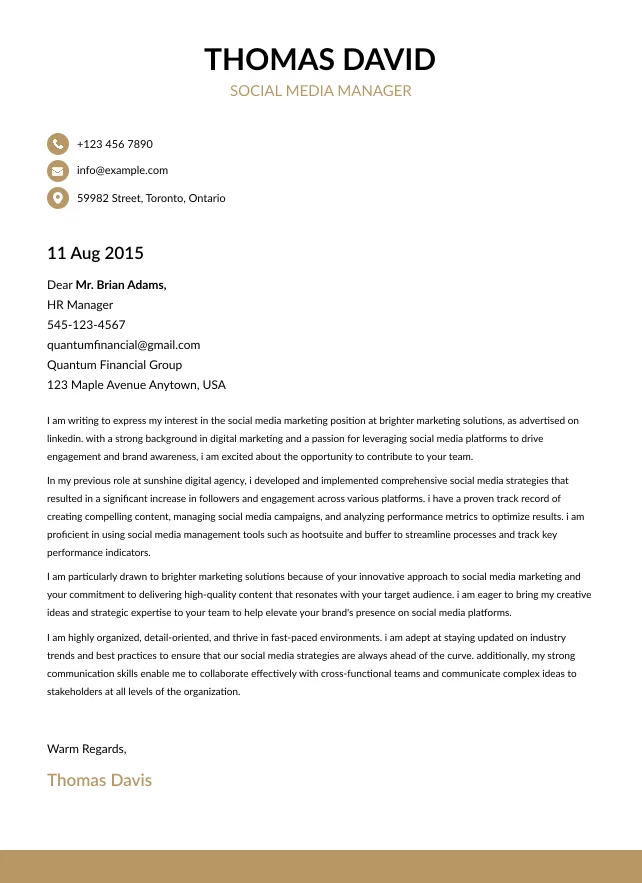 THOMAS DAVID
SOCIAL MEDIA MANAGER
+123 456 7890
info@example.com
59982 Street, Toronto, Ontario
11 Aug 2015
Dear Mr. Brian Adams,
HR Manager
545-123-4567
quantumfinancial@gmail.com
Quantum Financial Group
123 Maple Avenue Anytown, USA
I am writing to express my interest in the social media marketing position at brighter marketing solutions, as advertised on
linkedin. with a strong background in digital marketing and a passion for leveraging social media platforms to drive
engagement and brand awareness, i am excited about the opportunity to contribute to your team.
In my previous role at sunshine digital agency, i developed and implemented comprehensive social media strategies that
resulted in a significant increase in followers and engagement across various platforms. i have a proven track record of
creating compelling content, managing social media campaigns, and analyzing performance metrics to optimize results. i am
proficient in using social media management tools such as hootsuite and buffer to streamline processes and track key
performance indicators.
I am particularly drawn to brighter marketing solutions because of your innovative approach to social media marketing and
your commitment to delivering high-quality content that resonates with your target audience. i am eager to bring my creative
ideas and strategic expertise to your team to help elevate your brand's presence on social media platforms.
I am highly organized, detail-oriented, and thrive in fast-paced environments. i am adept at staying updated on industry
trends and best practices to ensure that our social media strategies are always ahead of the curve. additionally, my strong
communication skills enable me to collaborate effectively with cross-functional teams and communicate complex ideas to
stakeholders at all levels of the organization.
Warm Regards,
Thomas Davis